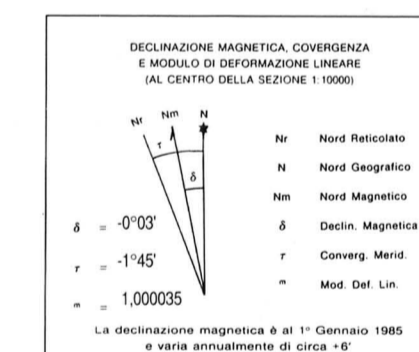 DECLINAZIONE MAGNETICA, COVERGENZA
E MODULO DI DEFORMAZIONE LINEARE
(AL CENTRO DELLA SEZIONE 1:10000)
Nr Nm N
τ
δ
Nr Nord Reticolato
N Nord Geografico
Nm Nord Magnetico
δ Declin. Magnetica
τ Converg. Merid.
m Mod. Def. Lin.
δ = -0°03'
τ = -1°45'
m = 1,000035
La declinazione magnetica è al 1° Gennaio 1985
e varia annualmente di circa +6'